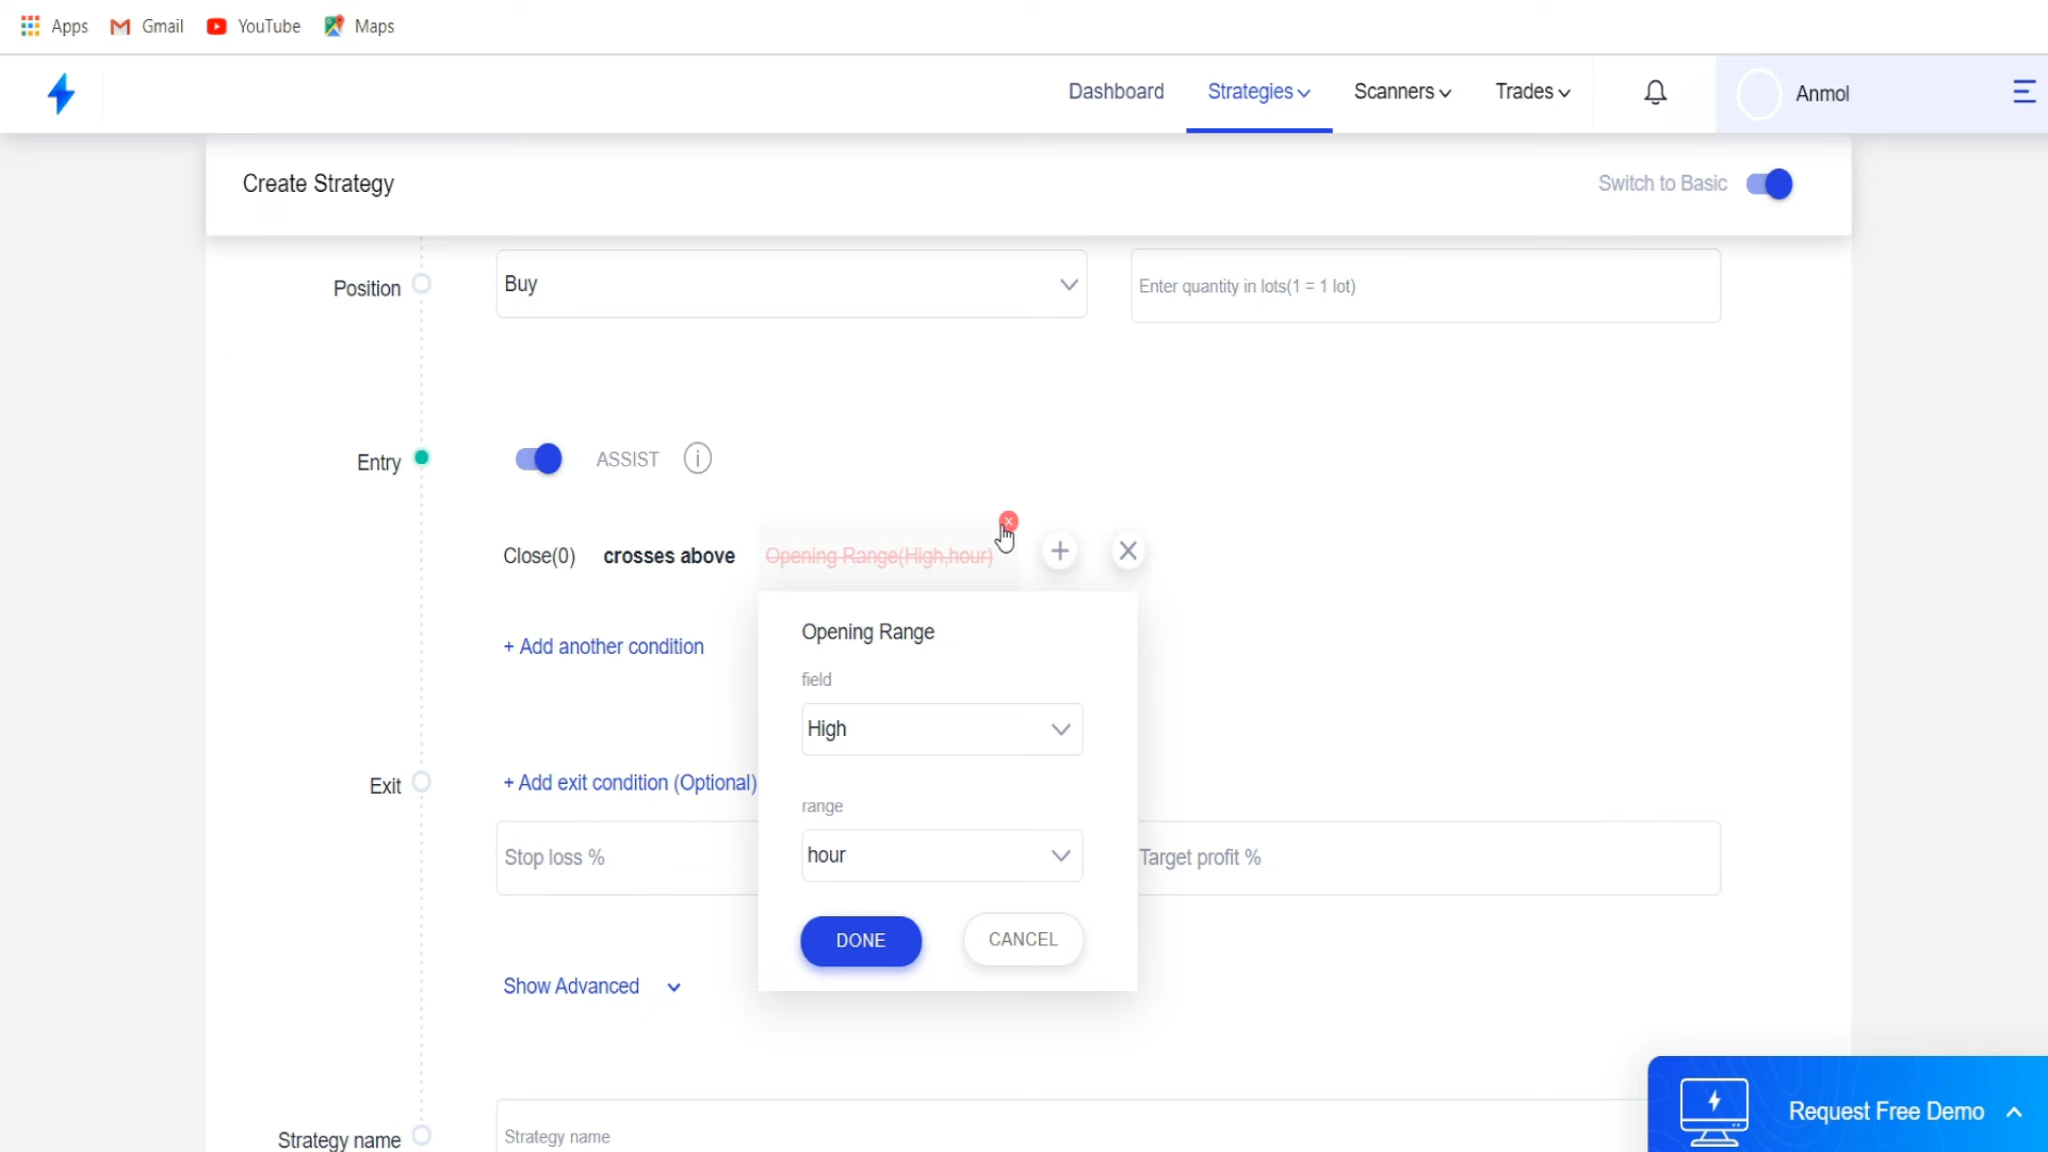 Apps Gmail YouTube Maps
Dashboard Strategies Scanners Trades Anmol
Create Strategy Switch to Basic
Position Buy Enter quantity in lots(1 = 1 lot)
Entry ASSIST i
Close(0) crosses above Opening Range(High,hour) + X
+ Add another condition
Opening Range
field
High
Exit + Add exit condition (Optional)
range
Stop loss % hour Target profit %
DONE CANCEL
Show Advanced
Request Free Demo
Strategy name Strategy name